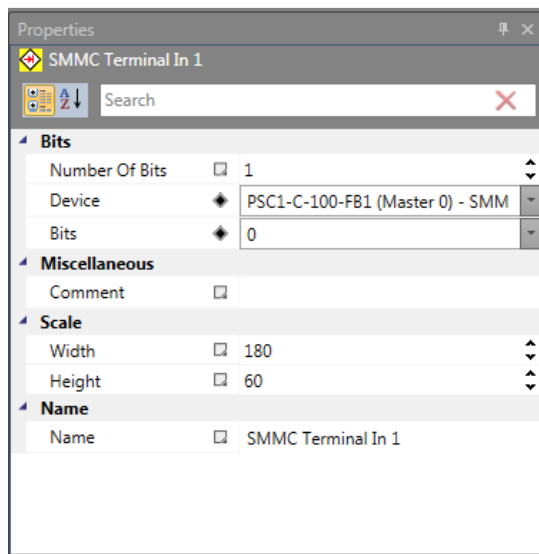 Properties
SMMC Terminal In 1
A
Z
Search
Bits
Number Of Bits 1
Device PSC1-C-100-FB1 (Master 0) - SMM
Bits 0
Miscellaneous
Comment
Scale
Width 180
Height 60
Name
Name SMMC Terminal In 1